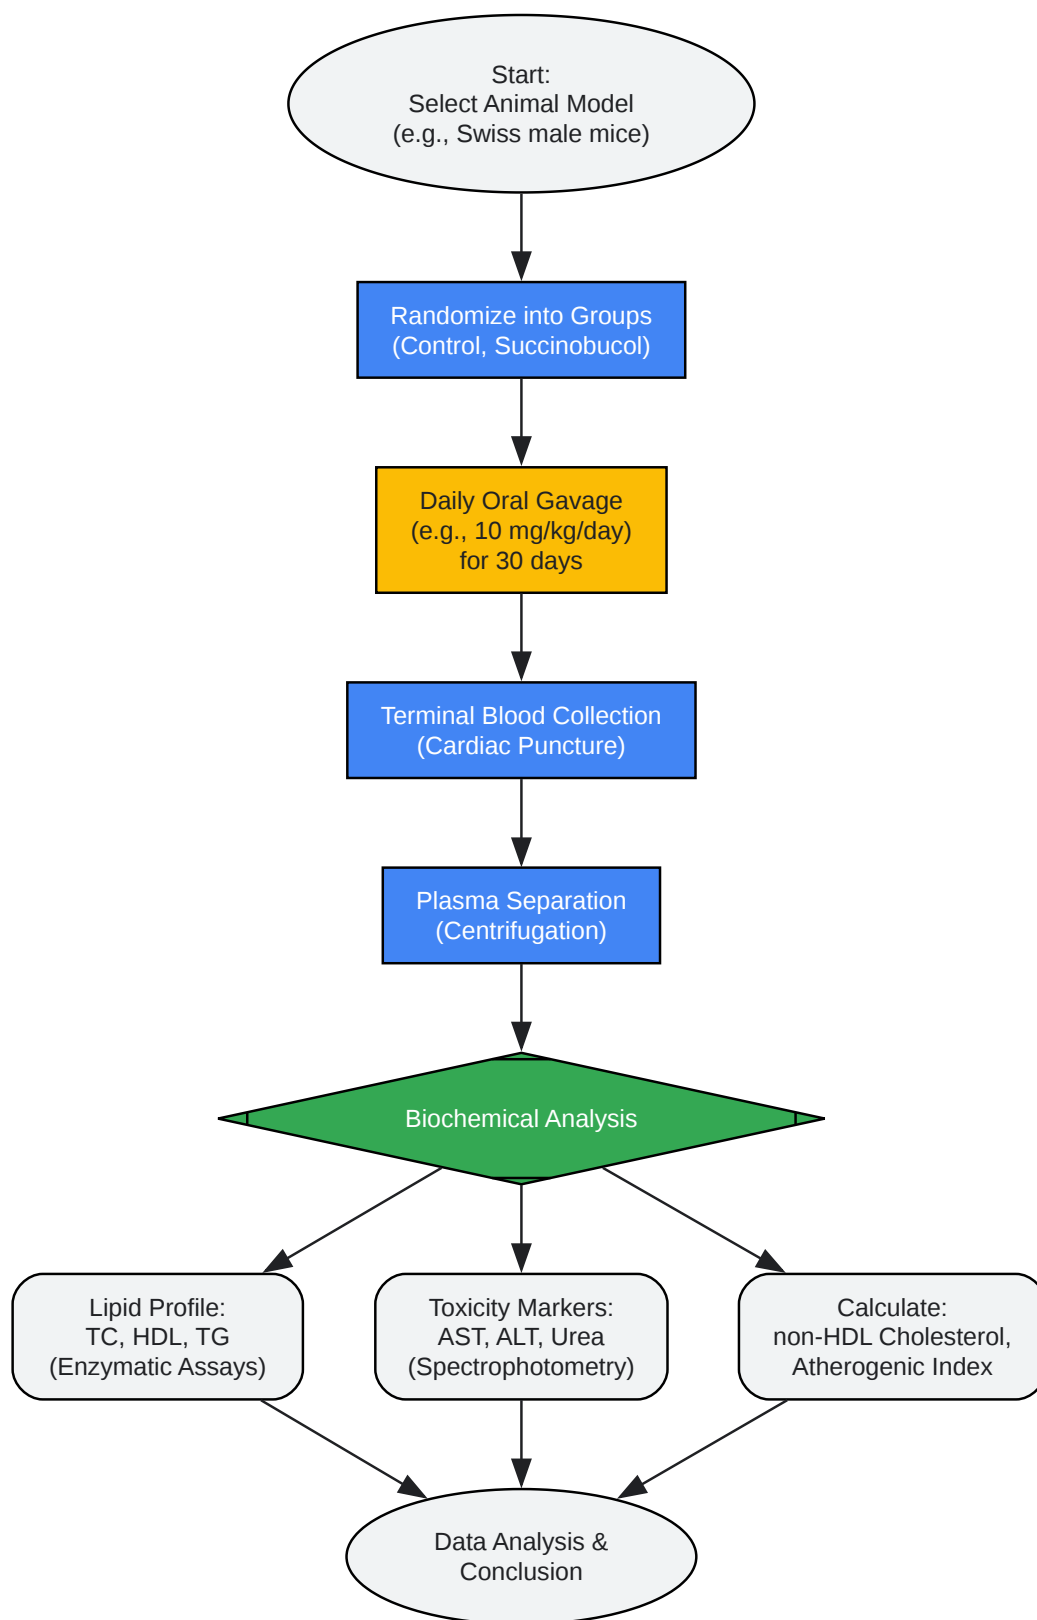 Start:
Select Animal Model
(e.g., Swiss male mice)
Randomize into Groups
(Control, Succinobucol)
Daily Oral Gavage
(e.g., 10 mg/kg/day)
for 30 days
Terminal Blood Collection
(Cardiac Puncture)
Plasma Separation
(Centrifugation)
Biochemical Analysis
Lipid Profile:
TC, HDL, TG
(Enzymatic Assays)
Toxicity Markers:
AST, ALT, Urea
(Spectrophotometry)
Calculate:
non-HDL Cholesterol,
Atherogenic Index
Data Analysis &
Conclusion